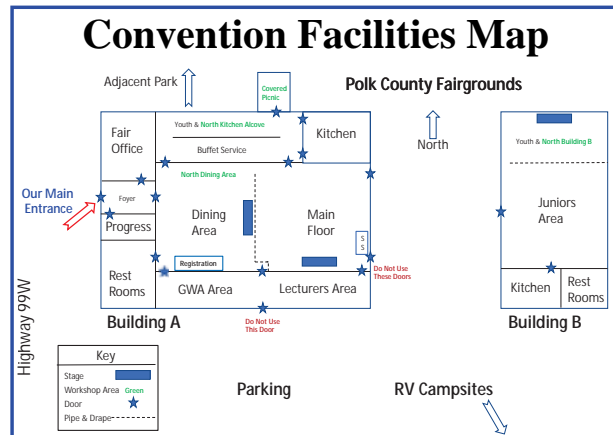 Convention Facilities Map
Adjacent Park
Covered
Picnic
Polk County Fairgrounds
Fair
Office
Youth & North Kitchen Alcove
Buffet Service
Kitchen
North
Youth & North Building B
North Dining Area
Our Main
Entrance
Foyer
Progress
Dining
Area
Main
Floor
Juniors
Area
S
S
Registration
Rest
Rooms
GWA Area
Lecturers Area
Do Not Use
These Doors
Kitchen
Rest
Rooms
Building A
Do Not Use
This Door
Building B
Highway 99W
Key
Stage
Workshop Area Green
Door
Pipe & Drape
Parking
RV Campsites